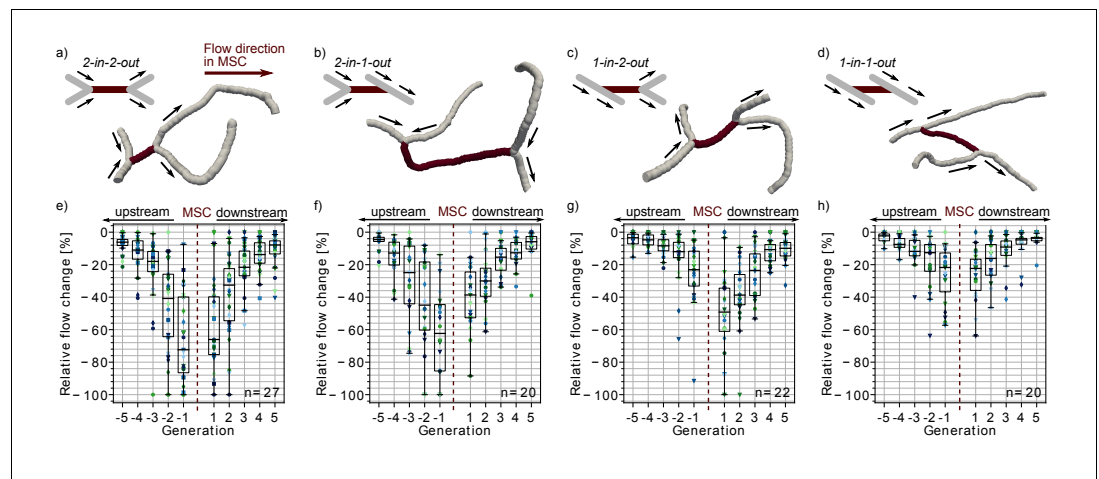 a) 2-in-2-out Flow direction in MSC
b) 2-in-1-out
c) 1-in-2-out
d) 1-in-1-out
e) upstream MSC downstream
Relative flow change [%]
0
−20
−40
−60
−80
−100
n=27
-5 -4 -3 -2 -1 1 2 3 4 5
Generation
f) upstream MSC downstream
Relative flow change [%]
0
−20
−40
−60
−80
−100
n=20
-5 -4 -3 -2 -1 1 2 3 4 5
Generation
g) upstream MSC downstream
Relative flow change [%]
0
−20
−40
−60
−80
−100
n=22
-5 -4 -3 -2 -1 1 2 3 4 5
Generation
h) upstream MSC downstream
Relative flow change [%]
0
−20
−40
−60
−80
−100
n=20
-5 -4 -3 -2 -1 1 2 3 4 5
Generation